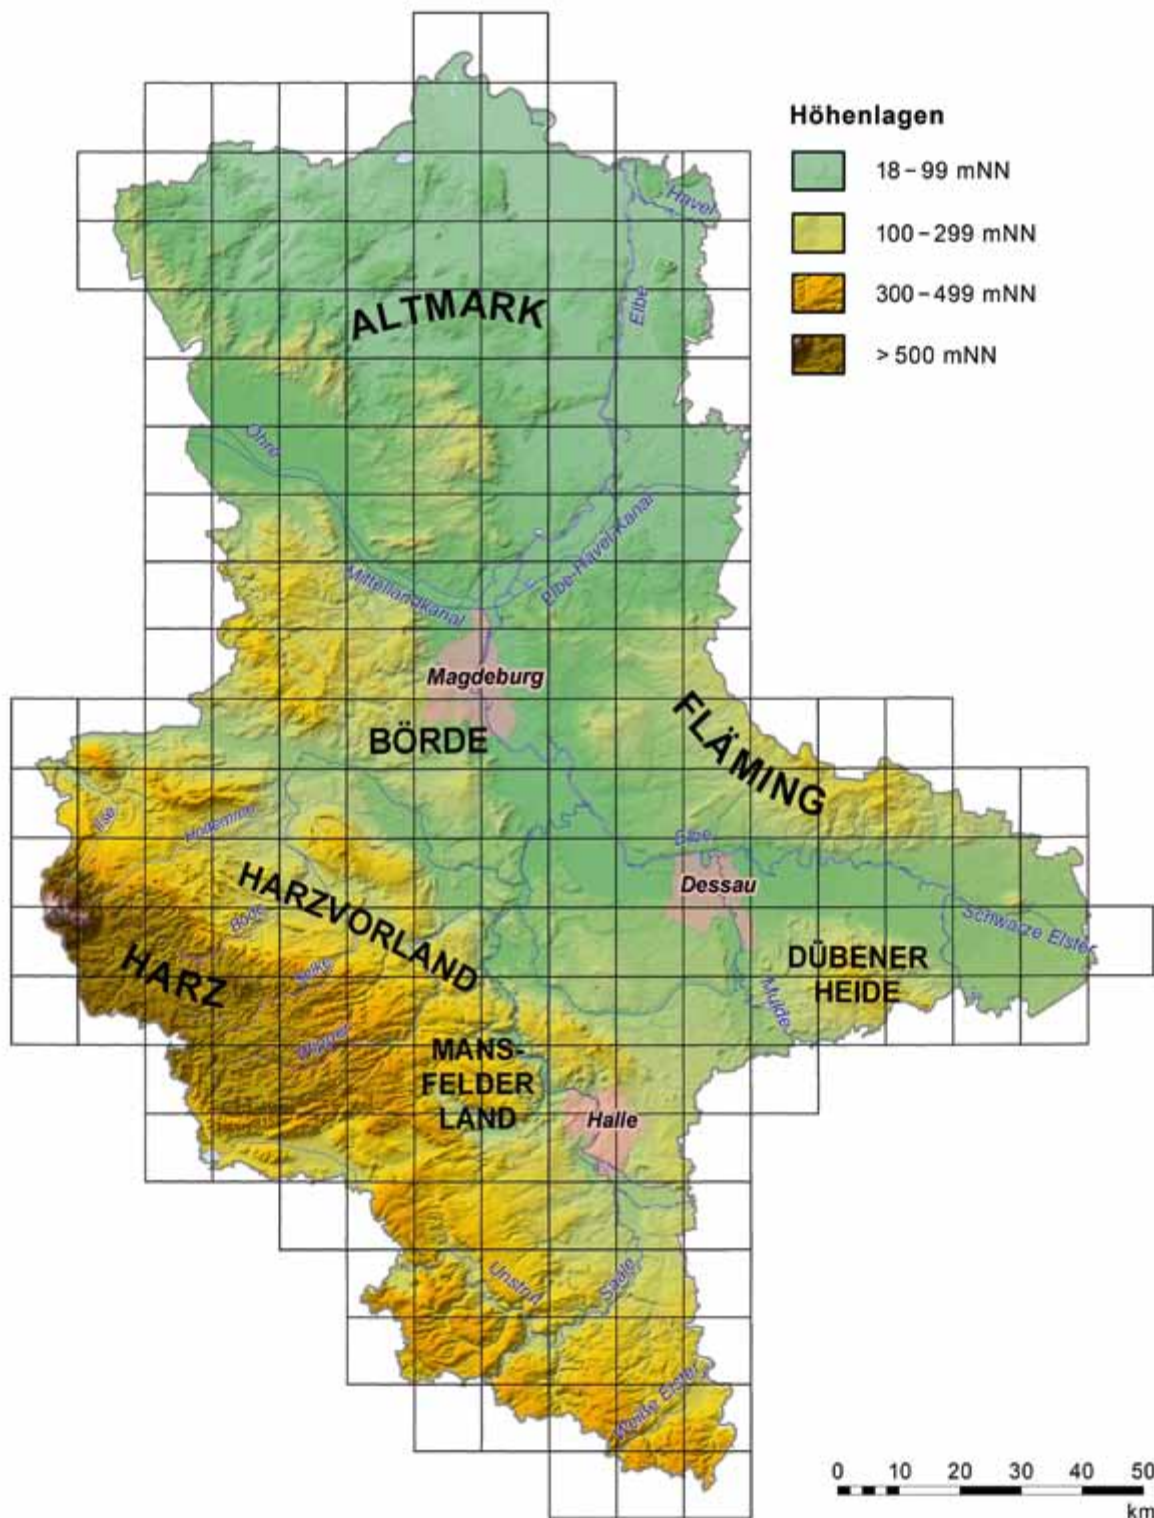 Höhenlagen
18–99 mNN
100–299 mNN
300–499 mNN
> 500 mNN
Havel
Elbe
ALTMARK
Ohre
Elbe-Havel-Kanal
Mittellandkanal
Magdeburg
BÖRDE
FLÄMING
Ilse
Holtemme
Elbe
Dessau
HARZVORLAND
Bode
Schwarze Elster
HARZ
Selke
DÜBENER
HEIDE
Mulde
Wipper
MANS-
FELDER
LAND
Halle
Unstrut
Saale
Weiße Elster
0 10 20 30 40 50
km